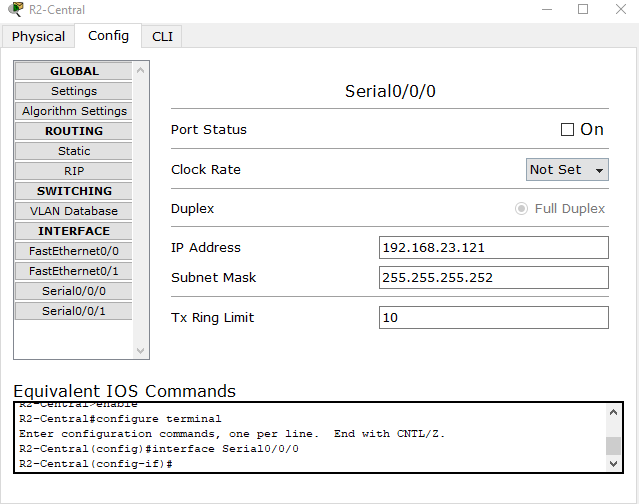 R2-Central
Physical Config CLI
GLOBAL
Settings
Algorithm Settings
ROUTING
Static
RIP
SWITCHING
VLAN Database
INTERFACE
FastEthernet0/0
FastEthernet0/1
Serial0/0/0
Serial0/0/1
Serial0/0/0
Port Status On
Clock Rate Not Set
Duplex Full Duplex
IP Address 192.168.23.121
Subnet Mask 255.255.255.252
Tx Ring Limit 10
Equivalent IOS Commands
R2-Central>enable
R2-Central#configure terminal
Enter configuration commands, one per line.  End with CNTL/Z.
R2-Central(config)#interface Serial0/0/0
R2-Central(config-if)#